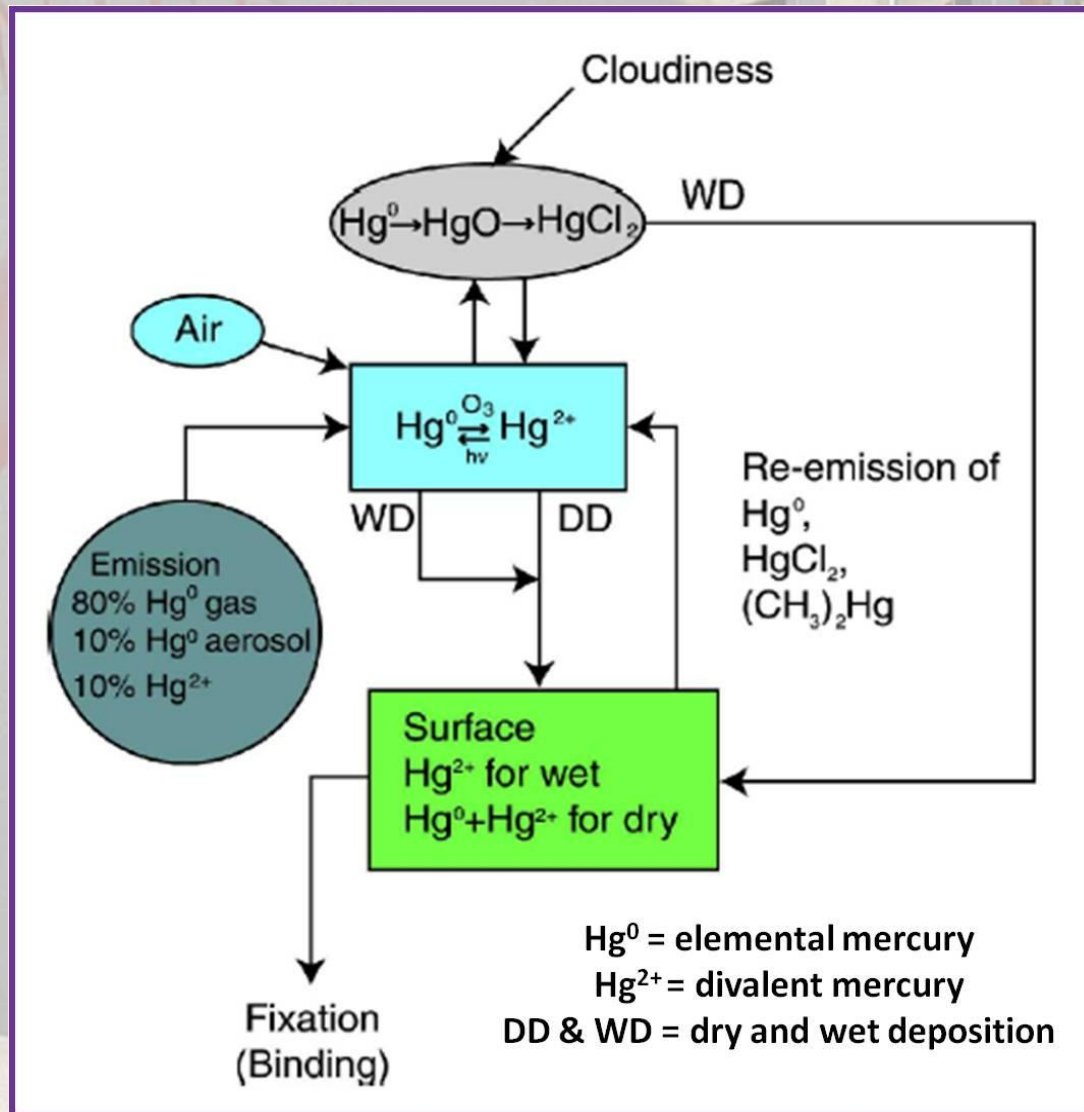 Cloudiness
Hg⁰→HgO→HgCl₂
WD
Air
Hg⁰ O₃ ⇄ hv Hg²⁺
WD
DD
Re-emission of
Hg⁰,
HgCl₂,
(CH₃)₂Hg
Emission
80% Hg⁰ gas
10% Hg⁰ aerosol
10% Hg²⁺
Surface
Hg²⁺ for wet
Hg⁰+Hg²⁺ for dry
Fixation
(Binding)
Hg⁰ = elemental mercury
Hg²⁺ = divalent mercury
DD & WD = dry and wet deposition